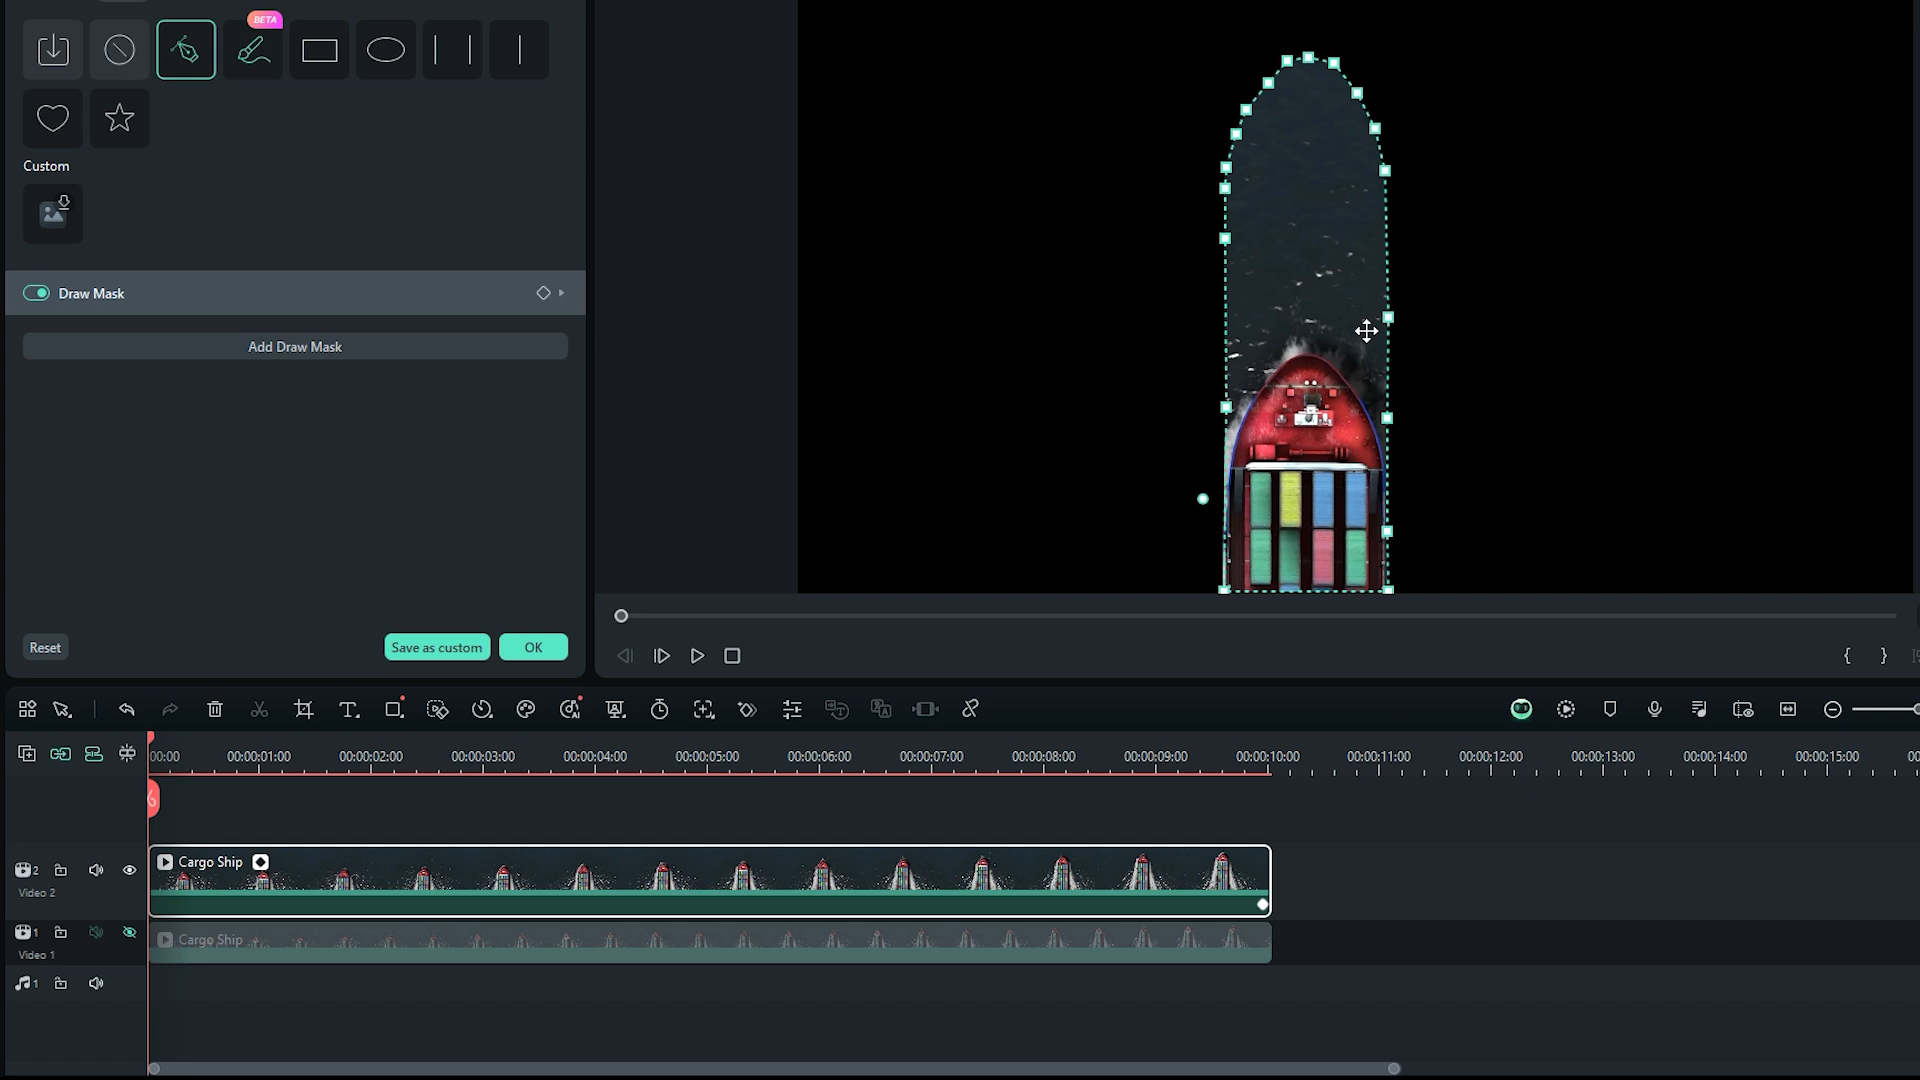 BETA
Custom
Draw Mask
Add Draw Mask
Reset
Save as custom
OK
{ }
00:00 00:00:01:00 00:00:02:00 00:00:03:00 00:00:04:00 00:00:05:00 00:00:06:00 00:00:07:00 00:00:08:00 00:00:09:00 00:00:10:00 00:00:11:00 00:00:12:00 00:00:13:00 00:00:14:00 00:00:15:00 00
2 Cargo Ship
Video 2
1 Cargo Ship
Video 1
1